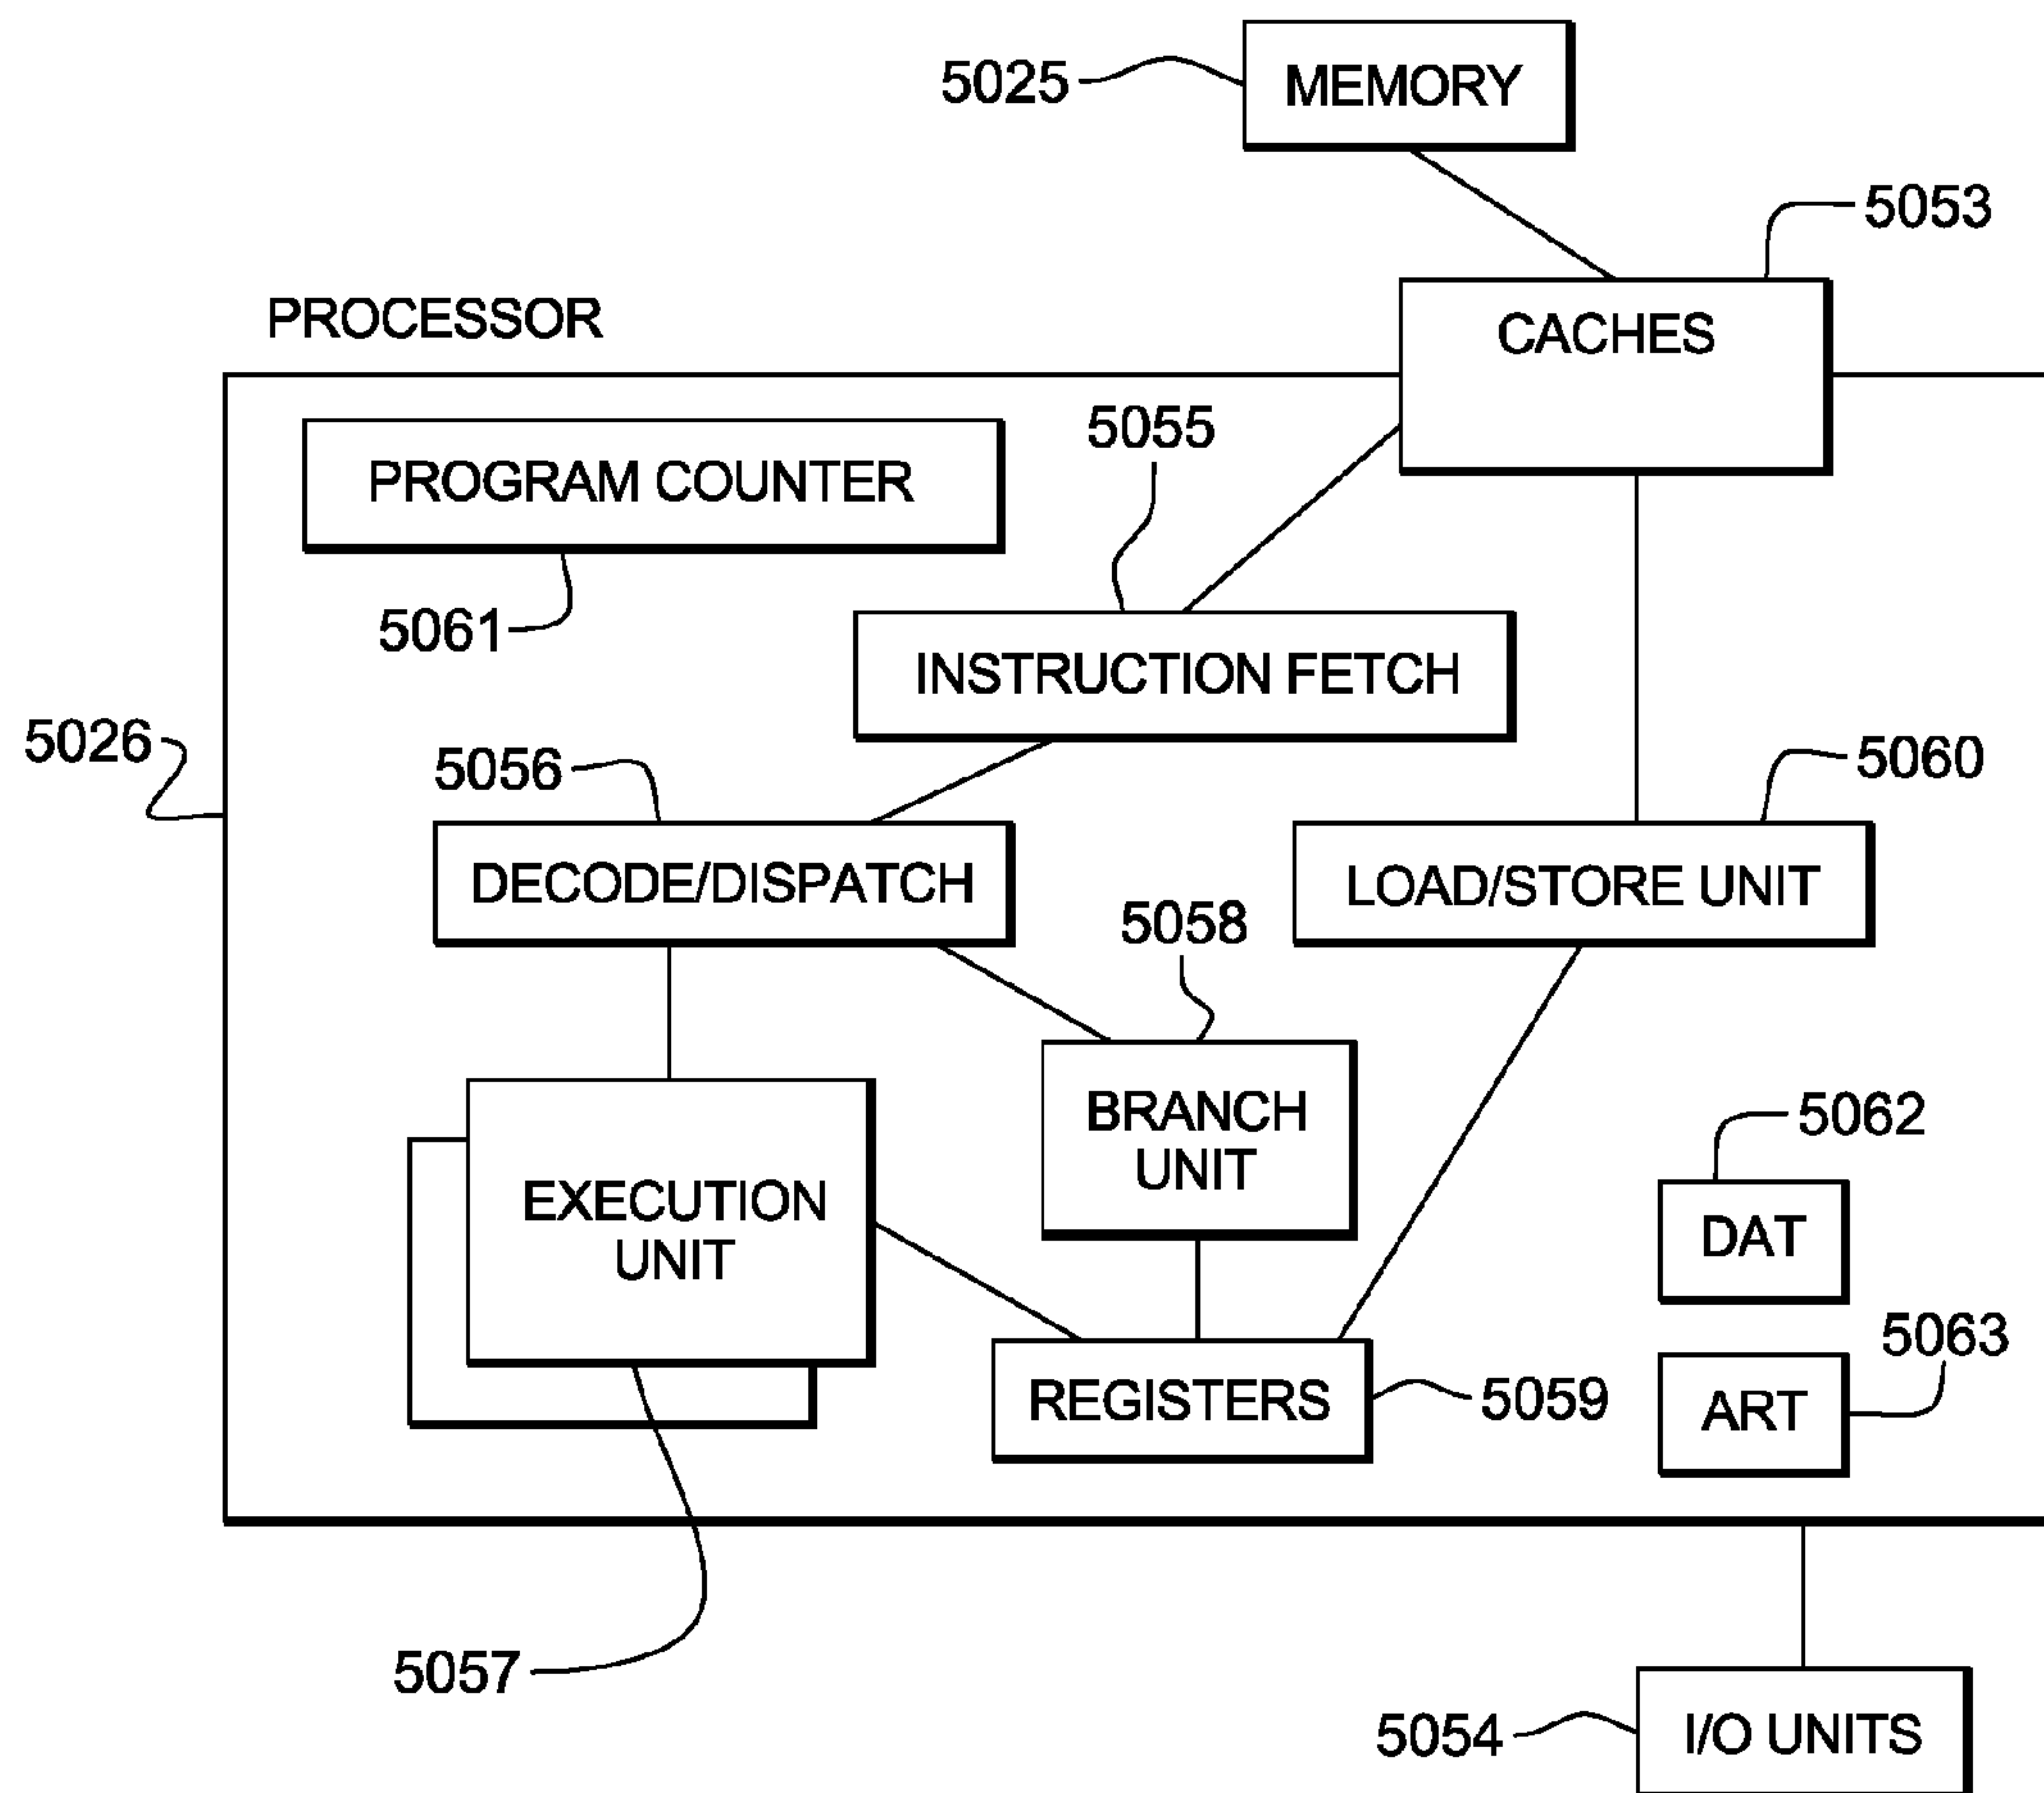 MEMORY
5025
5053
CACHES
PROCESSOR
5055
PROGRAM COUNTER
5061
INSTRUCTION FETCH
5026
5056
5060
DECODE/DISPATCH
LOAD/STORE UNIT
5058
BRANCH
UNIT
5062
EXECUTION
UNIT
DAT
5063
REGISTERS
5059
ART
5057
5054
I/O UNITS